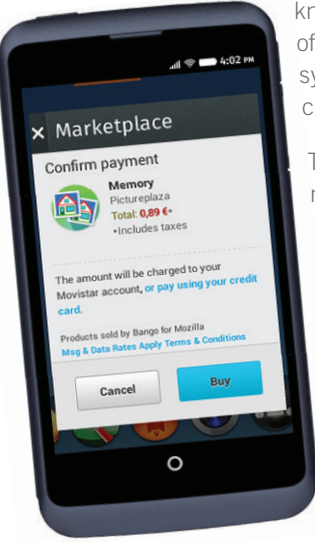 kn
of
sy
c
T
r
4:02 PM
× Marketplace
Confirm payment
Memory
Pictureplaza
Total: 0,89 €•
•Includes taxes
The amount will be charged to your
Movistar account, or pay using your credit
card.
Products sold by Bango for Mozilla
Msg & Data Rates Apply Terms & Conditions
Cancel
Buy